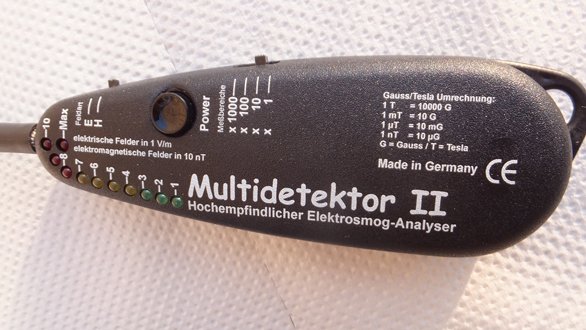 Multidetektor II
Hochempfindlicher Elektrosmog-Analyser
Gauss/Tesla Umrechnung:
1 T = 10000 G
1 mT = 10 G
1 µT = 10 mG
1 nT = 10 µG
G = Gauss / T = Tesla
Made in Germany CE
Power
Meßbereiche
x 1000
x 100
x 10
x 1
Feldart
E
H
elektrische Felder in 1 V/m
elektromagnetische Felder in 10 nT
Max
10
8
7
6
5
4
3
2
1